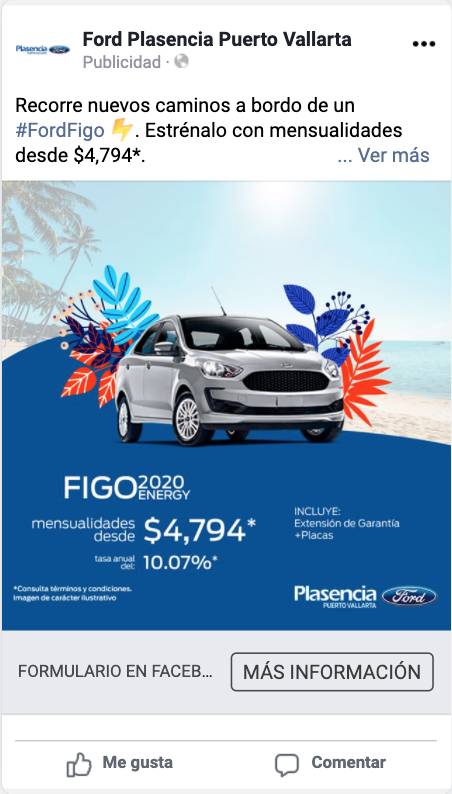 Plasencia Ford
Ford Plasencia Puerto Vallarta
Publicidad ·
Recorre nuevos caminos a bordo de un
#FordFigo ⚡. Estrénalo con mensualidades
desde $4,794*.
... Ver más
FIGO 2020
ENERGY
mensualidades
desde $4,794*
tasa anual
del: 10.07%*
INCLUYE:
Extensión de Garantía
+Placas
*Consulta términos y condiciones.
Imagen de carácter ilustrativo
Plasencia Ford
PUERTO VALLARTA
FORMULARIO EN FACEB...
MÁS INFORMACIÓN
Me gusta
Comentar